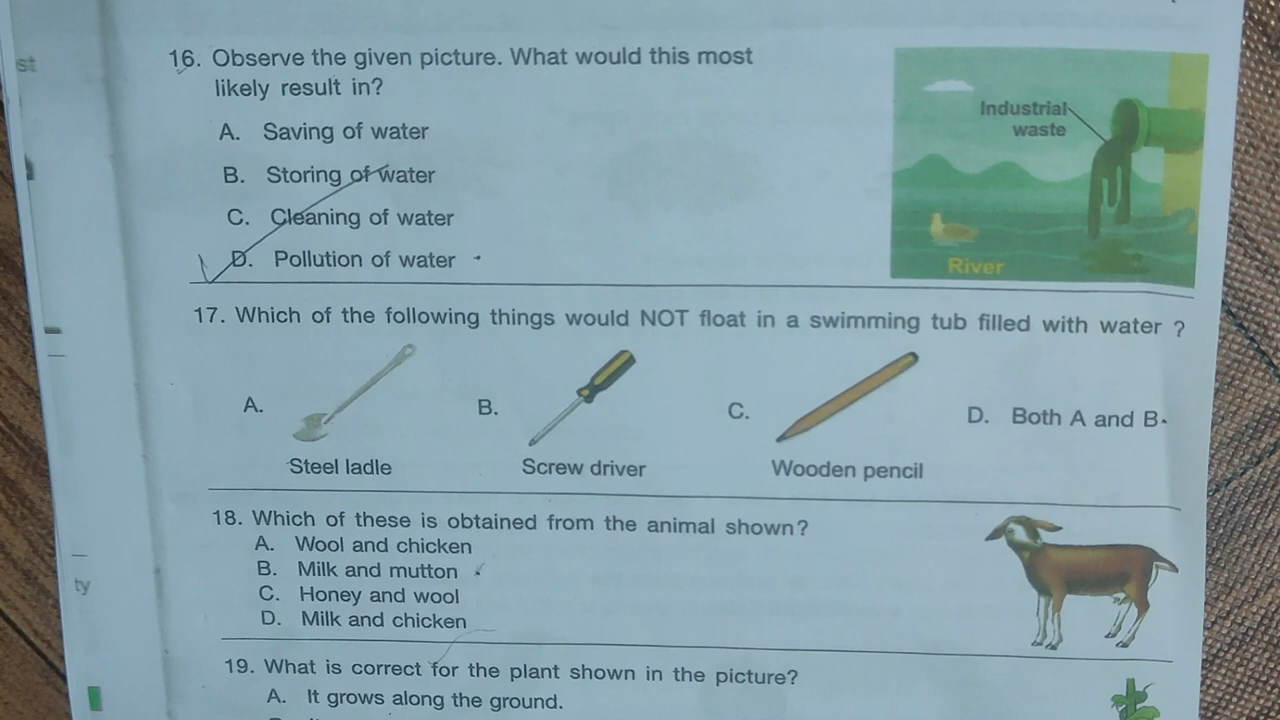 st
16. Observe the given picture. What would this most
likely result in?
A. Saving of water
B. Storing of water
C. Cleaning of water
D. Pollution of water
Industrial
waste
River
17. Which of the following things would NOT float in a swimming tub filled with water ?
A.
Steel ladle
B.
Screw driver
C.
Wooden pencil
D. Both A and B
18. Which of these is obtained from the animal shown?
A. Wool and chicken
B. Milk and mutton
C. Honey and wool
D. Milk and chicken
ty
19. What is correct for the plant shown in the picture?
A. It grows along the ground.